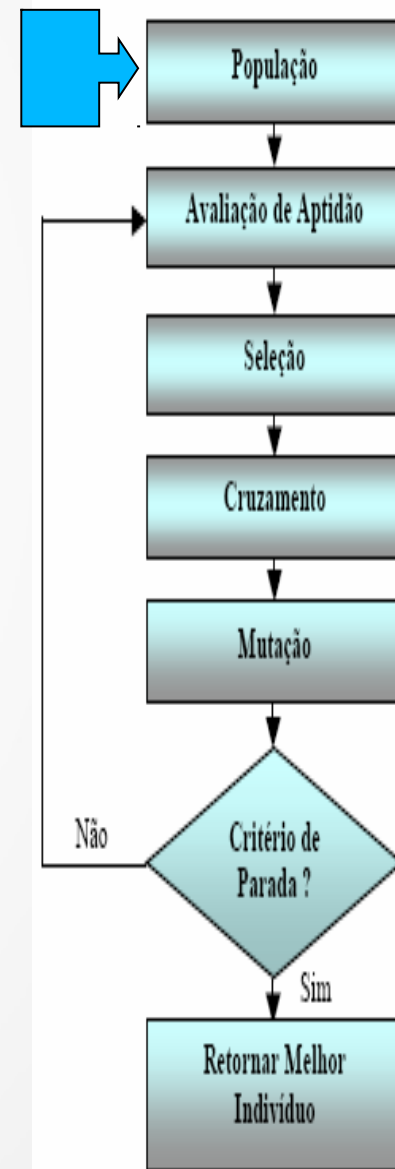 População
Avaliação de Aptidão
Seleção
Cruzamento
Mutação
Critério de
Parada ?
Não
Sim
Retornar Melhor
Indivíduo